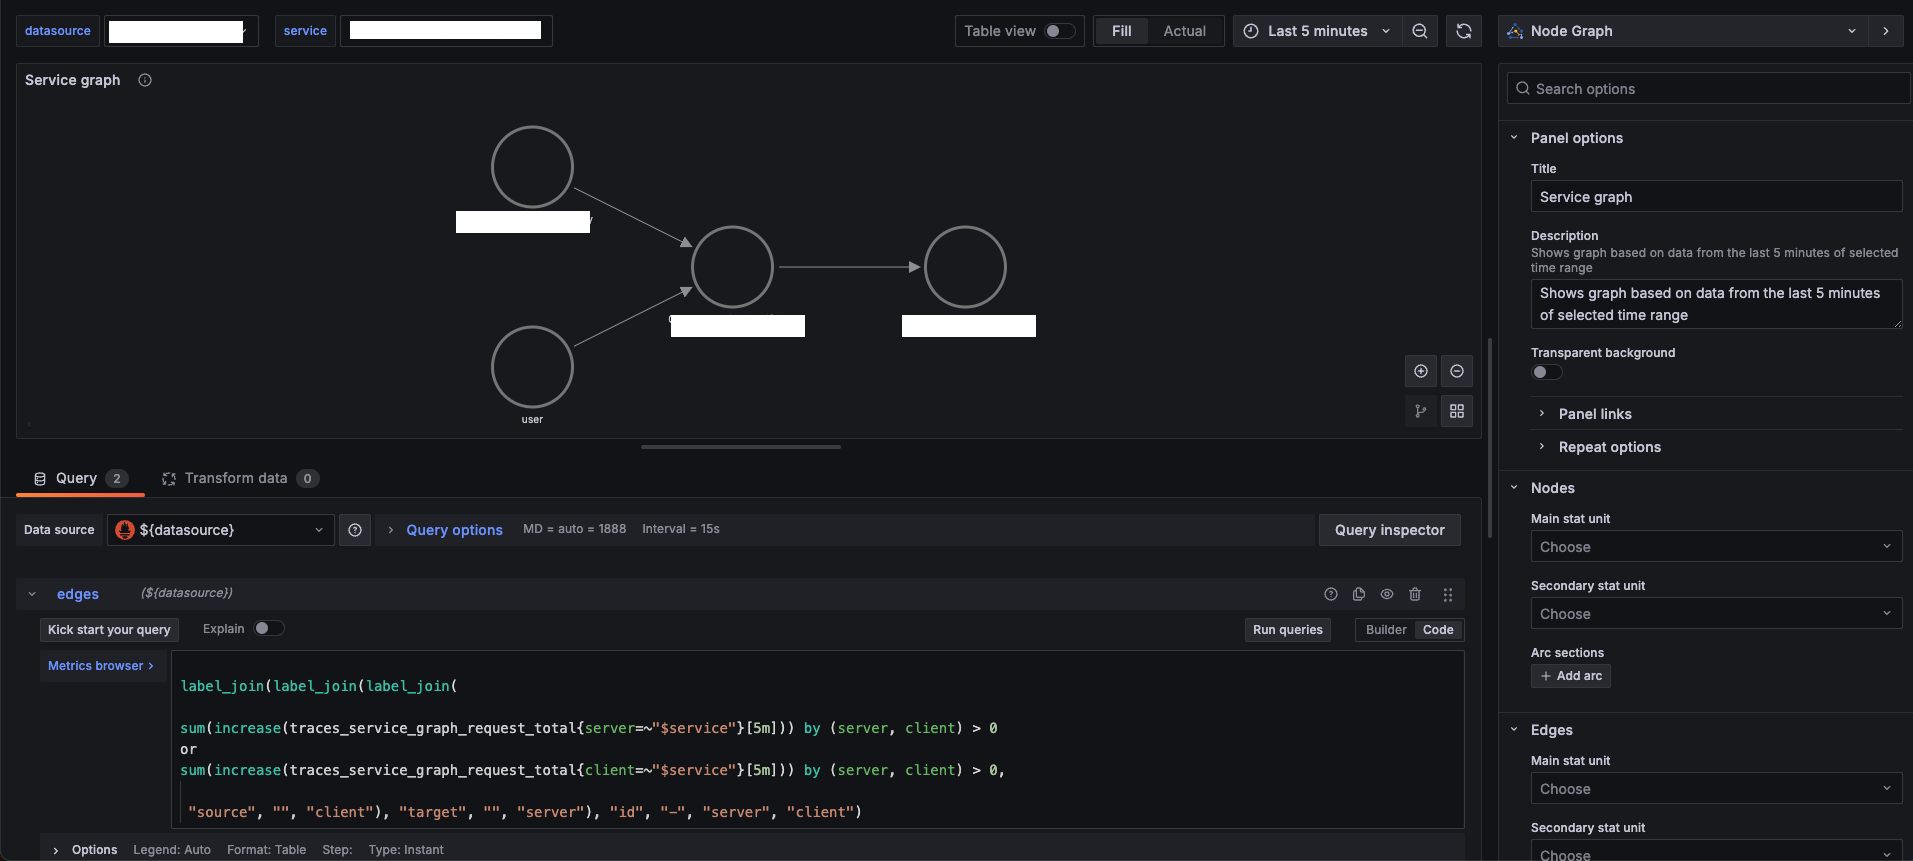 datasource
service
Table view
Fill
Actual
Last 5 minutes
Node Graph
Service graph
Search options
Panel options
Title
Service graph
Description
Shows graph based on data from the last 5 minutes of selected
time range
Shows graph based on data from the last 5 minutes
of selected time range
Transparent background
Panel links
Repeat options
user
Query 2
Transform data 0
Nodes
Main stat unit
Choose
Secondary stat unit
Choose
Arc sections
+ Add arc
Data source
${datasource}
Query options
MD = auto = 1888
Interval = 15s
Query inspector
edges
(${datasource})
Kick start your query
Explain
Run queries
Builder
Code
Metrics browser >
label_join(label_join(label_join(
sum(increase(traces_service_graph_request_total{server=~"$service"}[5m])) by (server, client) > 0
or
sum(increase(traces_service_graph_request_total{client=~"$service"}[5m])) by (server, client) > 0,
"source", "", "client"), "target", "", "server"), "id", "-", "server", "client")
Options
Legend: Auto
Format: Table
Step:
Type: Instant
Edges
Main stat unit
Choose
Secondary stat unit
Choose